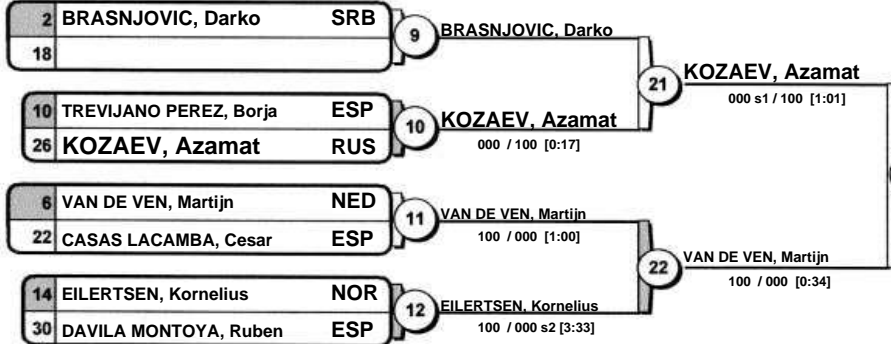 2 BRASNJOVIC, Darko SRB
18
9
BRASNJOVIC, Darko
10 TREVIJANO PEREZ, Borja ESP
26 KOZAEV, Azamat RUS
10
KOZAEV, Azamat
000 / 100 [0:17]
21
KOZAEV, Azamat
000 s1 / 100 [1:01]
6 VAN DE VEN, Martijn NED
22 CASAS LACAMBA, Cesar ESP
11
VAN DE VEN, Martijn
100 / 000 [1:00]
14 EILERTSEN, Kornelius NOR
30 DAVILA MONTOYA, Ruben ESP
12
EILERTSEN, Kornelius
100 / 000 s2 [3:33]
22
VAN DE VEN, Martijn
100 / 000 [0:34]